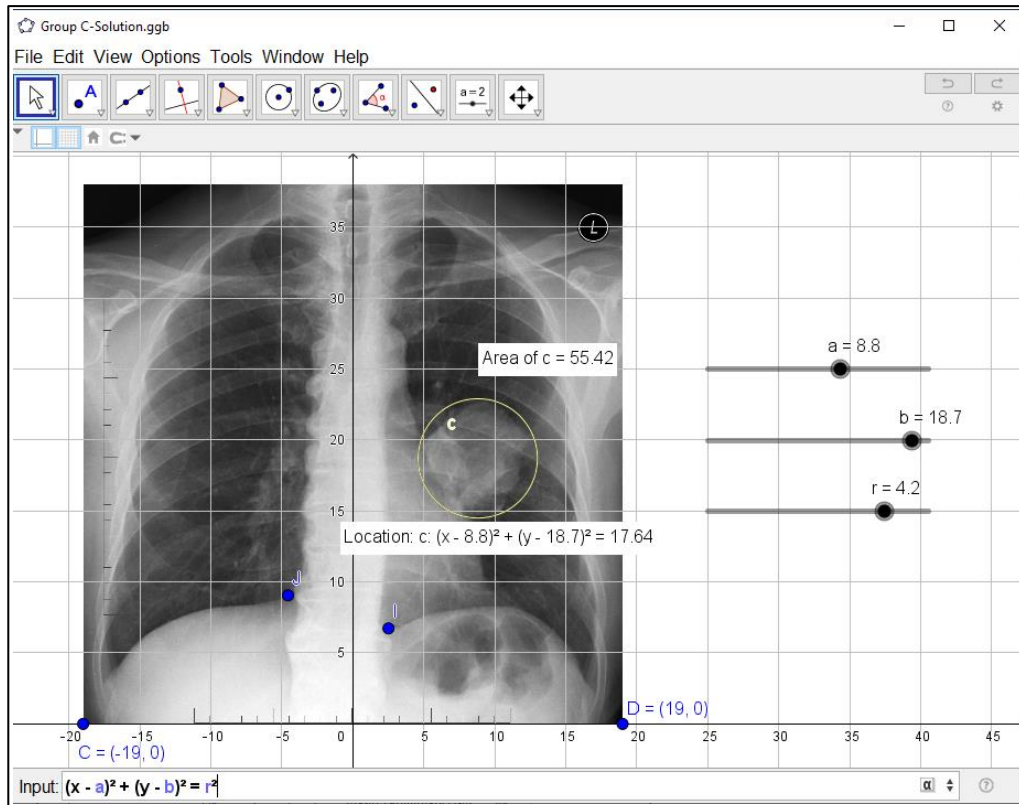 Group C-Solution.ggb
File Edit View Options Tools Window Help
A
α
a=2
L
35
30
25
20
15
10
5
Area of c = 55.42
c
Location: c: (x - 8.8)² + (y - 18.7)² = 17.64
J
I
a = 8.8
b = 18.7
r = 4.2
D = (19, 0)
-20 -15 -10 -5 0 5 10 15 20 25 30 35 40 45
C = (-19, 0)
Input: (x - a)² + (y - b)² = r² α